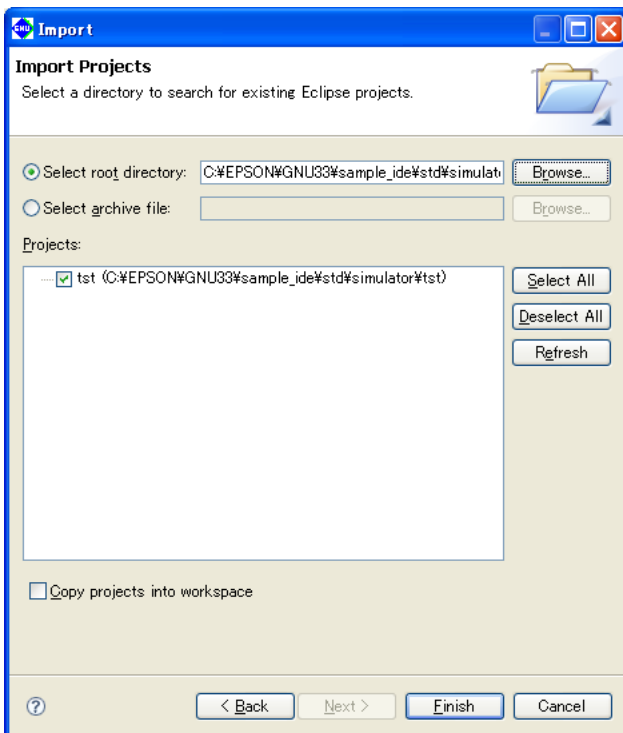 GNU Import
Import Projects
Select a directory to search for existing Eclipse projects.
Select root directory: C:¥EPSON¥GNU33¥sample_ide¥std¥simulat Browse...
Select archive file: Browse...
Projects:
tst (C:¥EPSON¥GNU33¥sample_ide¥std¥simulator¥tst)
Select All
Deselect All
Refresh
Copy projects into workspace
? < Back Next > Finish Cancel